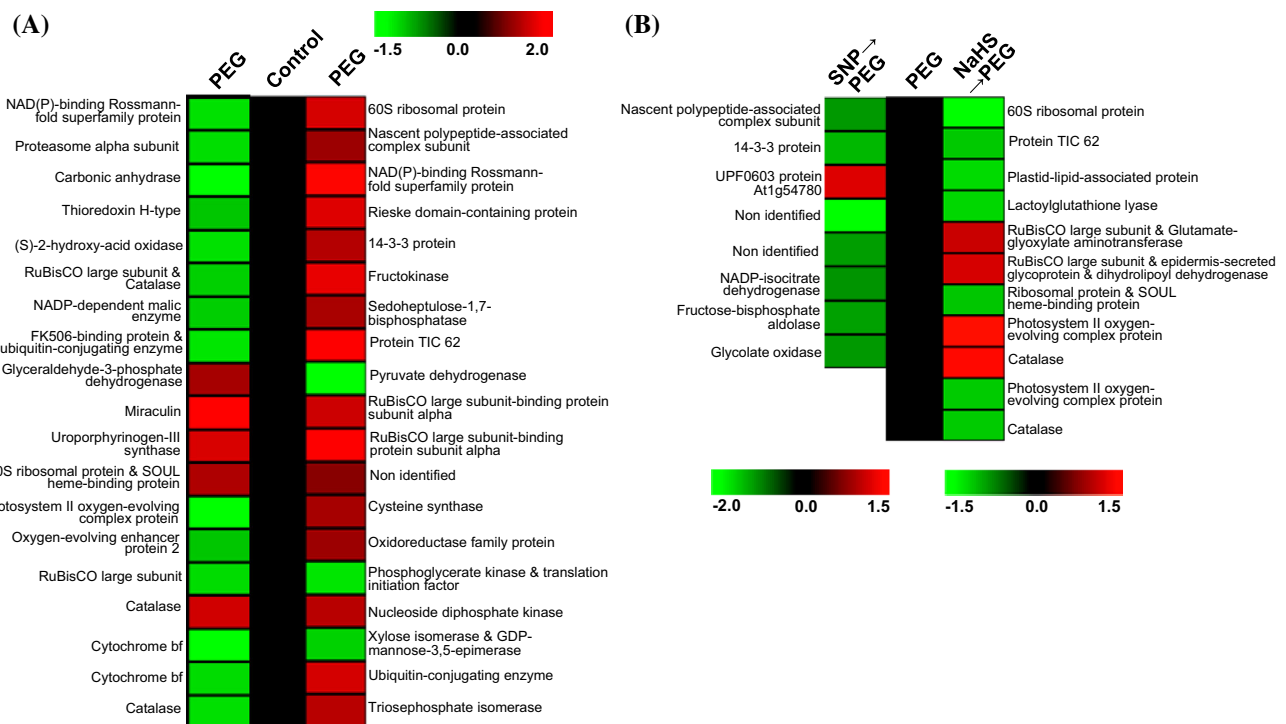 (A)
-1.5 0.0 2.0
PEG
Control
PEG
NAD(P)-binding Rossmann-
fold superfamily protein
Proteasome alpha subunit
Carbonic anhydrase
Thioredoxin H-type
(S)-2-hydroxy-acid oxidase
RuBisCO large subunit &
Catalase
NADP-dependent malic
enzyme
FK506-binding protein &
ubiquitin-conjugating enzyme
Glyceraldehyde-3-phosphate
dehydrogenase
Miraculin
Uroporphyrinogen-III
synthase
0S ribosomal protein & SOUL
heme-binding protein
otosystem II oxygen-evolving
complex protein
Oxygen-evolving enhancer
protein 2
RuBisCO large subunit
Catalase
Cytochrome bf
Cytochrome bf
Catalase
60S ribosomal protein
Nascent polypeptide-associated
complex subunit
NAD(P)-binding Rossmann-
fold superfamily protein
Rieske domain-containing protein
14-3-3 protein
Fructokinase
Sedoheptulose-1,7-
bisphosphatase
Protein TIC 62
Pyruvate dehydrogenase
RuBisCO large subunit-binding protein
subunit alpha
RuBisCO large subunit-binding
protein subunit alpha
Non identified
Cysteine synthase
Oxidoreductase family protein
Phosphoglycerate kinase & translation
initiation factor
Nucleoside diphosphate kinase
Xylose isomerase & GDP-
mannose-3,5-epimerase
Ubiquitin-conjugating enzyme
Triosephosphate isomerase
(B)
SNP→
PEG
PEG
NaHS
→PEG
Nascent polypeptide-associated
complex subunit
14-3-3 protein
UPF0603 protein
At1g54780
Non identified
Non identified
NADP-isocitrate
dehydrogenase
Fructose-bisphosphate
aldolase
Glycolate oxidase
60S ribosomal protein
Protein TIC 62
Plastid-lipid-associated protein
Lactoylglutathione lyase
RuBisCO large subunit & Glutamate-
glyoxylate aminotransferase
RuBisCO large subunit & epidermis-secreted
glycoprotein & dihydrolipoyl dehydrogenase
Ribosomal protein & SOUL
heme-binding protein
Photosystem II oxygen-
evolving complex protein
Catalase
Photosystem II oxygen-
evolving complex protein
Catalase
-2.0 0.0 1.5
-1.5 0.0 1.5